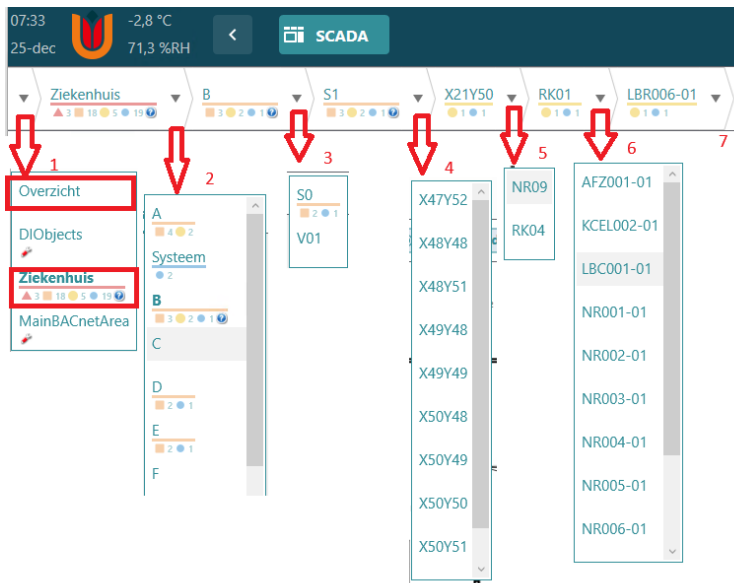 07:33
-2,8 °C
25-dec
71,3 %RH
SCADA
Ziekenhuis
3 18 5 19 ?
B
3 2 1 ?
S1
3 2 1 ?
X21Y50
1 1
RK01
1 1
LBR006-01
1 1
1
2
3
4
5
6
7
Overzicht
DIObjects
Ziekenhuis
3 18 5 19 ?
MainBACnetArea
A
4 2
Systeem
2
B
3 2 1 ?
C
D
2 1
E
2 1
F
S0
2 1
V01
X47Y52
X48Y48
X48Y51
X49Y48
X49Y49
X50Y48
X50Y49
X50Y50
X50Y51
NR09
RK04
AFZ001-01
KCEL002-01
LBC001-01
NR001-01
NR002-01
NR003-01
NR004-01
NR005-01
NR006-01